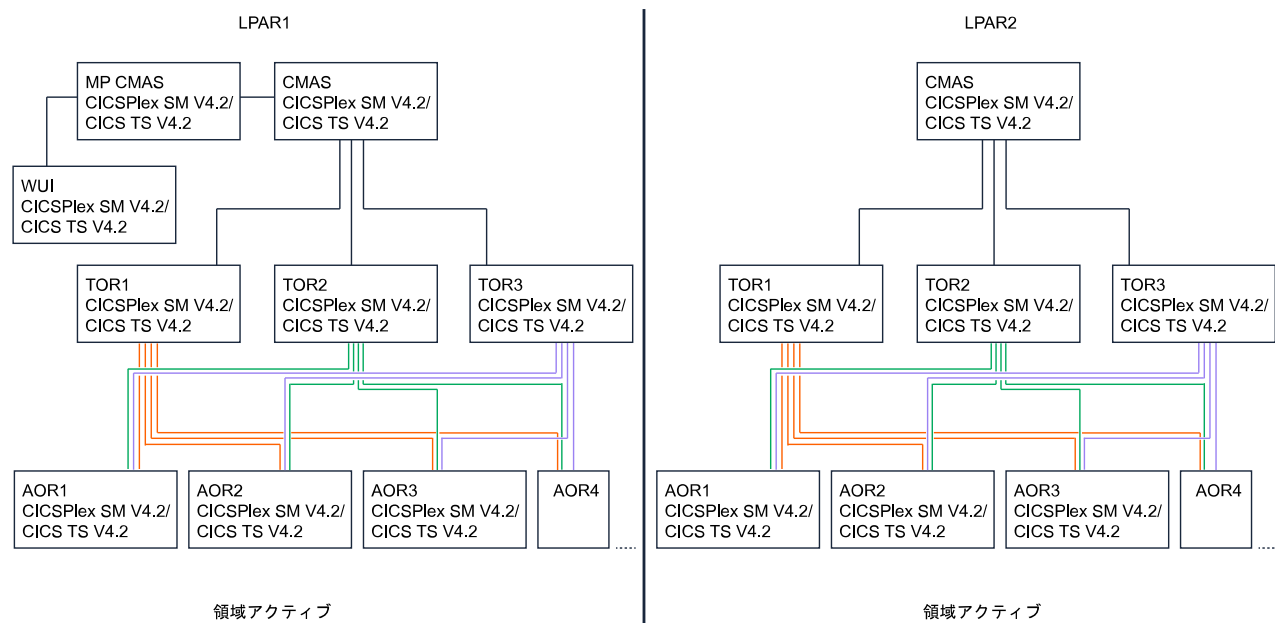 LPAR1
MP CMAS
CICSPlex SM V4.2/
CICS TS V4.2
CMAS
CICSPlex SM V4.2/
CICS TS V4.2
WUI
CICSPlex SM V4.2/
CICS TS V4.2
TOR1
CICSPlex SM V4.2/
CICS TS V4.2
TOR2
CICSPlex SM V4.2/
CICS TS V4.2
TOR3
CICSPlex SM V4.2/
CICS TS V4.2
AOR1
CICSPlex SM V4.2/
CICS TS V4.2
AOR2
CICSPlex SM V4.2/
CICS TS V4.2
AOR3
CICSPlex SM V4.2/
CICS TS V4.2
AOR4
領域アクティブ
LPAR2
CMAS
CICSPlex SM V4.2/
CICS TS V4.2
TOR1
CICSPlex SM V4.2/
CICS TS V4.2
TOR2
CICSPlex SM V4.2/
CICS TS V4.2
TOR3
CICSPlex SM V4.2/
CICS TS V4.2
AOR1
CICSPlex SM V4.2/
CICS TS V4.2
AOR2
CICSPlex SM V4.2/
CICS TS V4.2
AOR3
CICSPlex SM V4.2/
CICS TS V4.2
AOR4
領域アクティブ